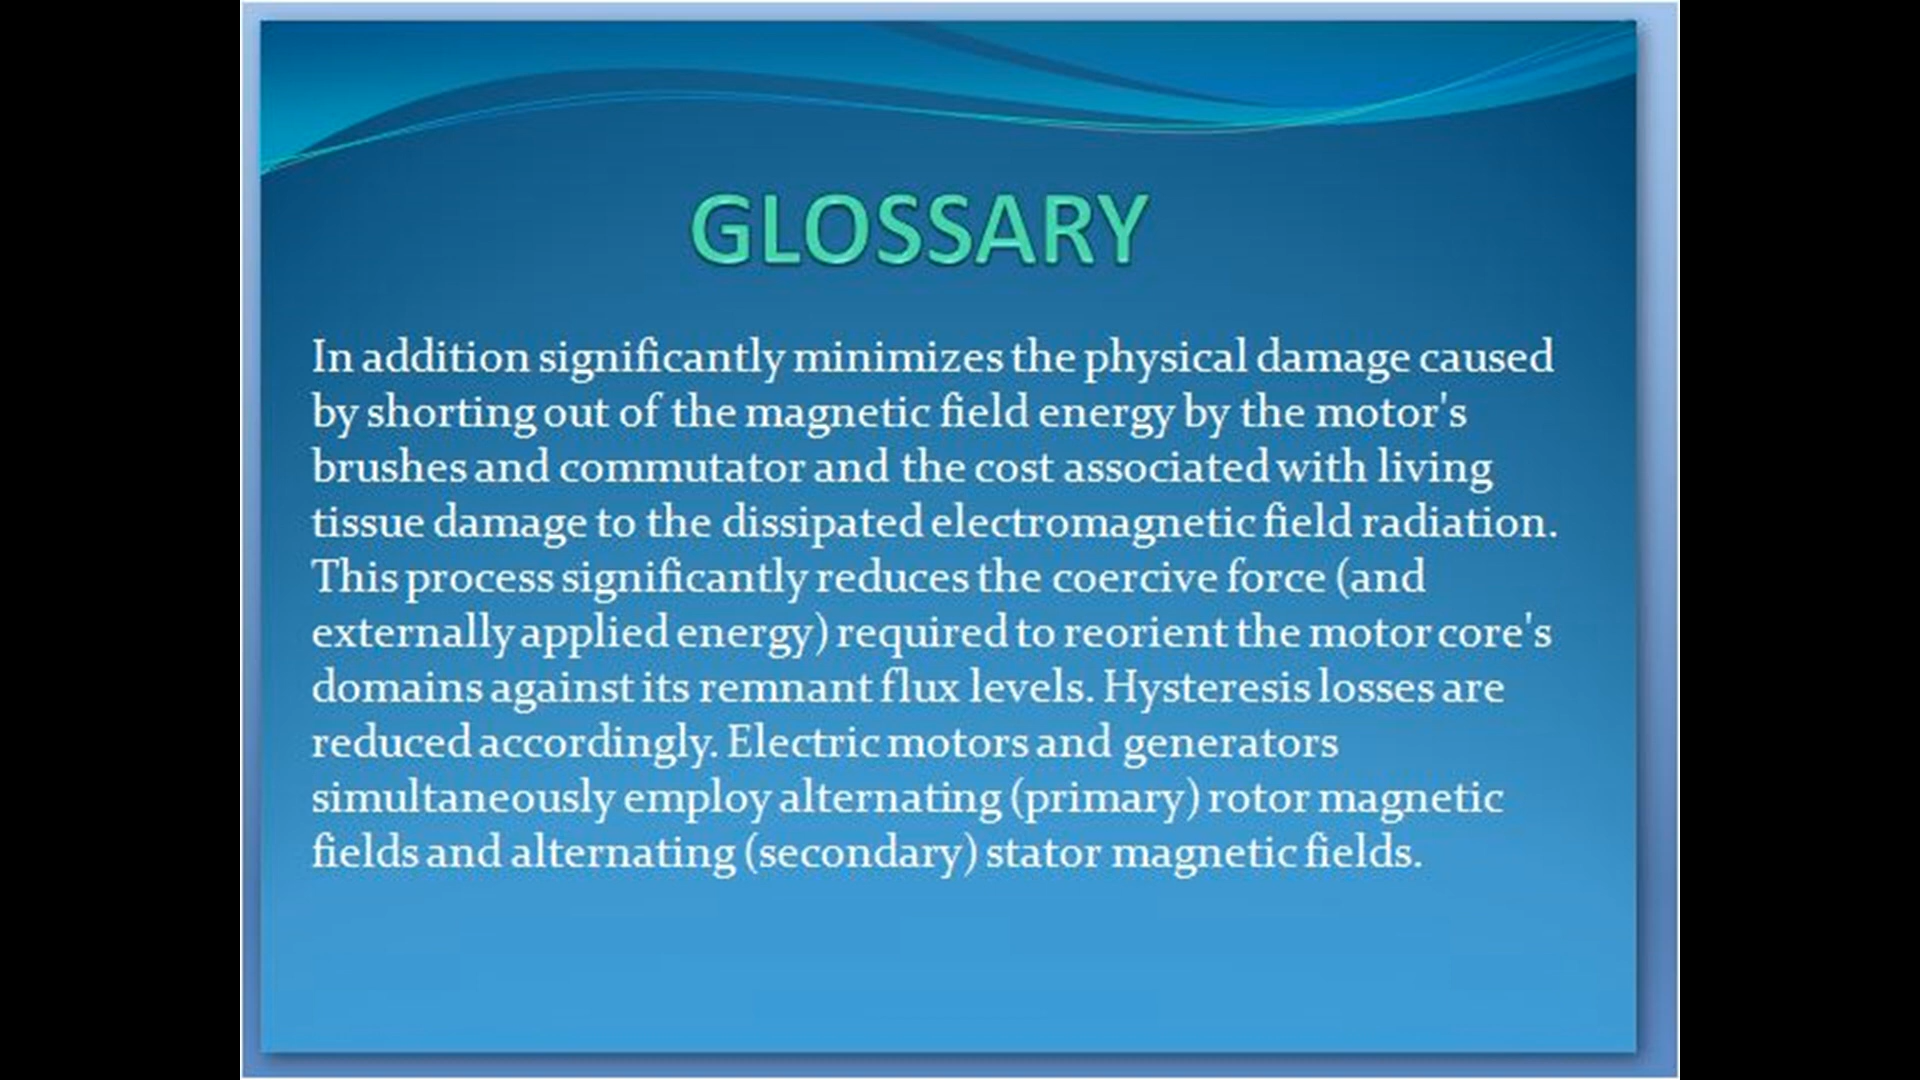 GLOSSARY
In addition significantly minimizes the physical damage caused
by shorting out of the magnetic field energy by the motor's
brushes and commutator and the cost associated with living
tissue damage to the dissipated electromagnetic field radiation.
This process significantly reduces the coercive force (and
externally applied energy) required to reorient the motor core's
domains against its remnant flux levels. Hysteresis losses are
reduced accordingly. Electric motors and generators
simultaneously employ alternating (primary) rotor magnetic
fields and alternating (secondary) stator magnetic fields.